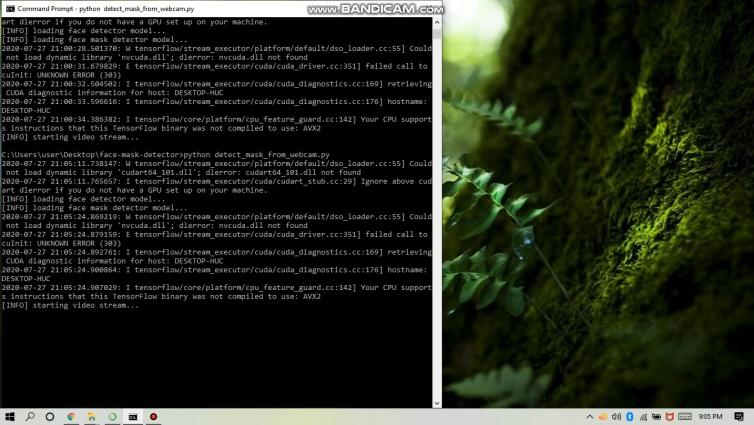 Command Prompt - python detect_mask_from_webcam.py
www.BANDICAM.com
art dlerror if you do not have a GPU set up on your machine.
[INFO] loading face detector model...
[INFO] loading face mask detector model...
2020-07-27 21:00:28.501370: W tensorflow/stream_executor/platform/default/dso_loader.cc:55] Could
 not load dynamic library 'nvcuda.dll'; dlerror: nvcuda.dll not found
2020-07-27 21:00:31.679829: E tensorflow/stream_executor/cuda/cuda_driver.cc:351] failed call to
cuInit: UNKNOWN ERROR (303)
2020-07-27 21:00:32.504502: I tensorflow/stream_executor/cuda/cuda_diagnostics.cc:169] retrieving
 CUDA diagnostic information for host: DESKTOP-HUC
2020-07-27 21:00:33.596616: I tensorflow/stream_executor/cuda/cuda_diagnostics.cc:176] hostname:
DESKTOP-HUC
2020-07-27 21:00:34.386382: I tensorflow/core/platform/cpu_feature_guard.cc:142] Your CPU support
s instructions that this TensorFlow binary was not compiled to use: AVX2
[INFO] starting video stream...
C:\Users\user\Desktop\face-mask-detector>python detect_mask_from_webcam.py
2020-07-27 21:05:11.738147: W tensorflow/stream_executor/platform/default/dso_loader.cc:55] Could
 not load dynamic library 'cudart64_101.dll'; dlerror: cudart64_101.dll not found
2020-07-27 21:05:11.765657: I tensorflow/stream_executor/cuda/cudart_stub.cc:29] Ignore above cud
art dlerror if you do not have a GPU set up on your machine.
[INFO] loading face detector model...
[INFO] loading face mask detector model...
2020-07-27 21:05:24.869219: W tensorflow/stream_executor/platform/default/dso_loader.cc:55] Could
 not load dynamic library 'nvcuda.dll'; dlerror: nvcuda.dll not found
2020-07-27 21:05:24.879159: E tensorflow/stream_executor/cuda/cuda_driver.cc:351] failed call to
cuInit: UNKNOWN ERROR (303)
2020-07-27 21:05:24.892761: I tensorflow/stream_executor/cuda/cuda_diagnostics.cc:169] retrieving
 CUDA diagnostic information for host: DESKTOP-HUC
2020-07-27 21:05:24.900864: I tensorflow/stream_executor/cuda/cuda_diagnostics.cc:176] hostname:
DESKTOP-HUC
2020-07-27 21:05:24.907029: I tensorflow/core/platform/cpu_feature_guard.cc:142] Your CPU support
s instructions that this TensorFlow binary was not compiled to use: AVX2
[INFO] starting video stream...
9:05 PM